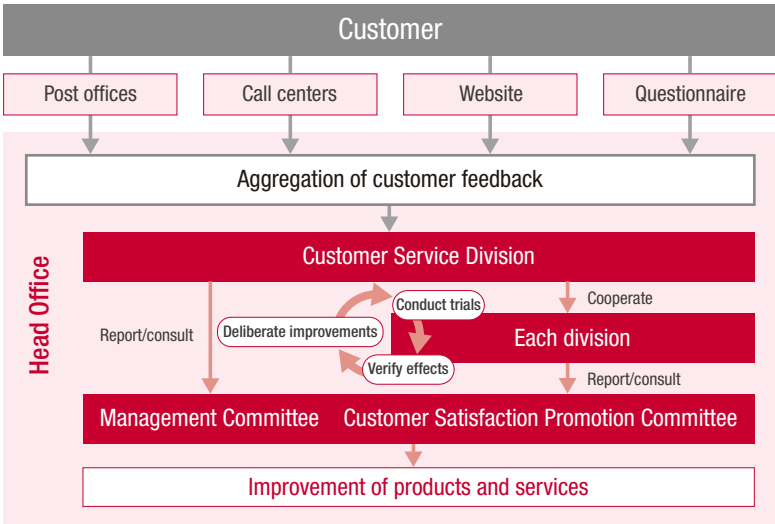 Customer
Post offices
Call centers
Website
Questionnaire
Aggregation of customer feedback
Head Office
Customer Service Division
Conduct trials
Cooperate
Report/consult
Deliberate improvements
Each division
Verify effects
Report/consult
Management Committee
Customer Satisfaction Promotion Committee
Improvement of products and services